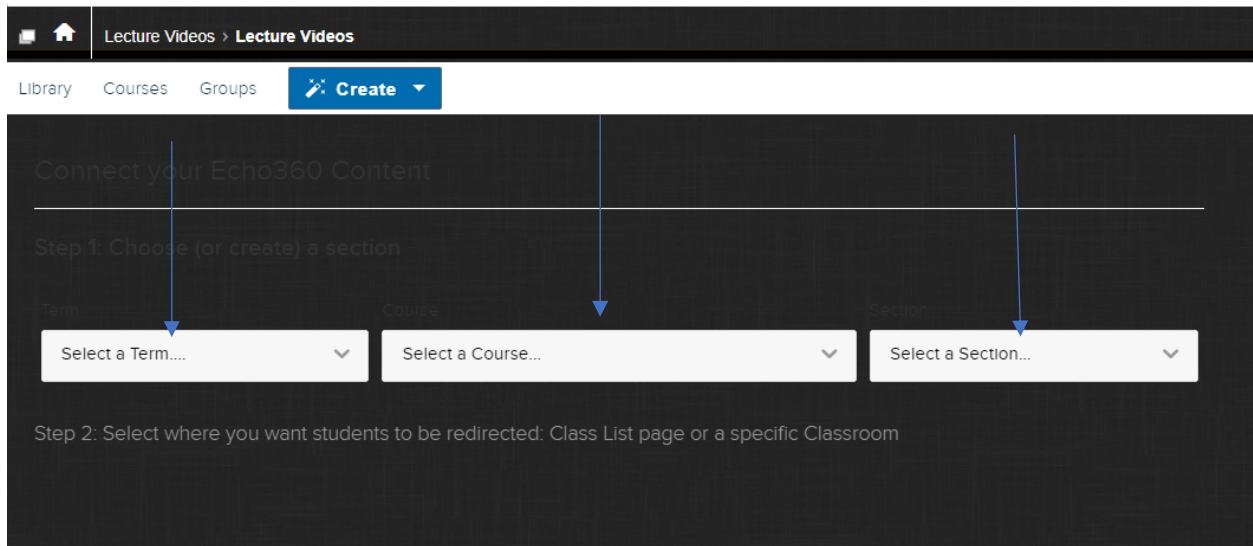 Lecture Videos › Lecture Videos
Library Courses Groups Create
Connect your Echo360 Content
Step 1: Choose (or create) a section
Term Course Section
Select a Term.... Select a Course... Select a Section...
Step 2: Select where you want students to be redirected: Class List page or a specific Classroom